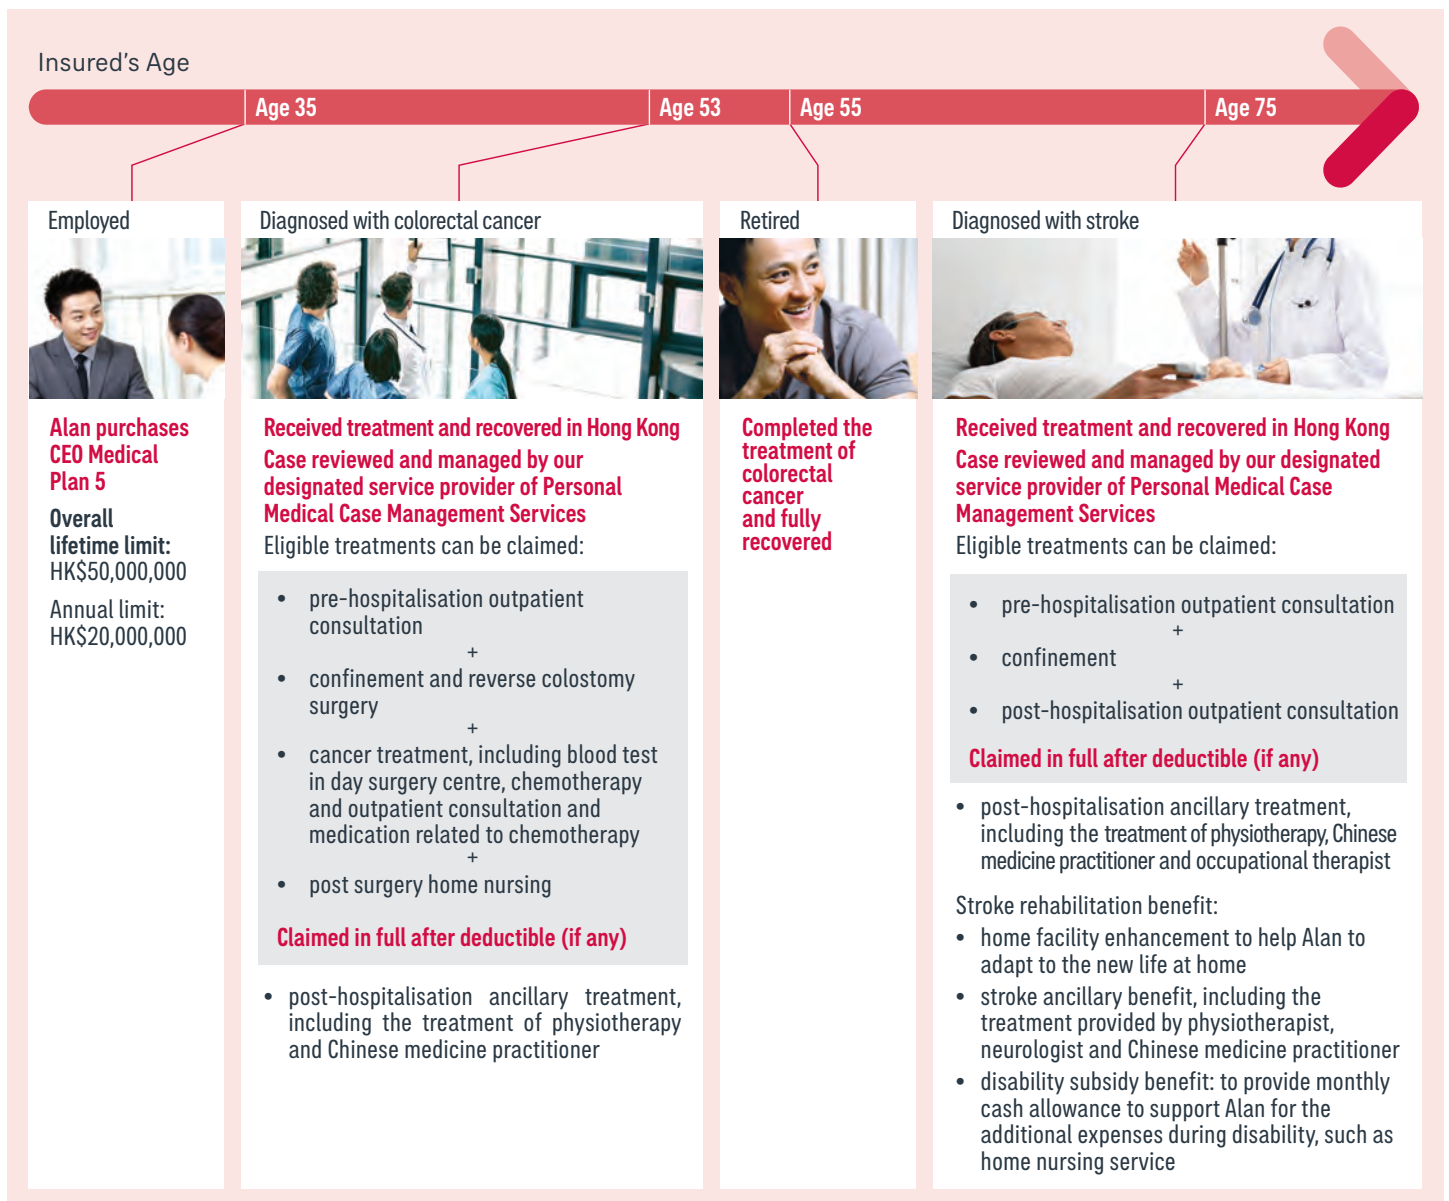 Insured's Age
Age 35
Age 53
Age 55
Age 75
Employed
Alan purchases
CEO Medical
Plan 5
Overall
lifetime limit:
HK$50,000,000
Annual limit:
HK$20,000,000
Diagnosed with colorectal cancer
Received treatment and recovered in Hong Kong
Case reviewed and managed by our
designated service provider of Personal
Medical Case Management Services
Eligible treatments can be claimed:
• pre-hospitalisation outpatient
consultation
+
• confinement and reverse colostomy
surgery
+
• cancer treatment, including blood test
in day surgery centre, chemotherapy
and outpatient consultation and
medication related to chemotherapy
+
• post surgery home nursing
Claimed in full after deductible (if any)
• post-hospitalisation ancillary treatment,
including the treatment of physiotherapy
and Chinese medicine practitioner
Retired
Completed the
treatment of
colorectal
cancer
and fully
recovered
Diagnosed with stroke
Received treatment and recovered in Hong Kong
Case reviewed and managed by our designated
service provider of Personal Medical Case
Management Services
Eligible treatments can be claimed:
• pre-hospitalisation outpatient consultation
+
• confinement
+
• post-hospitalisation outpatient consultation
Claimed in full after deductible (if any)
• post-hospitalisation ancillary treatment,
including the treatment of physiotherapy, Chinese
medicine practitioner and occupational therapist
Stroke rehabilitation benefit:
• home facility enhancement to help Alan to
adapt to the new life at home
• stroke ancillary benefit, including the
treatment provided by physiotherapist,
neurologist and Chinese medicine practitioner
• disability subsidy benefit: to provide monthly
cash allowance to support Alan for the
additional expenses during disability, such as
home nursing service